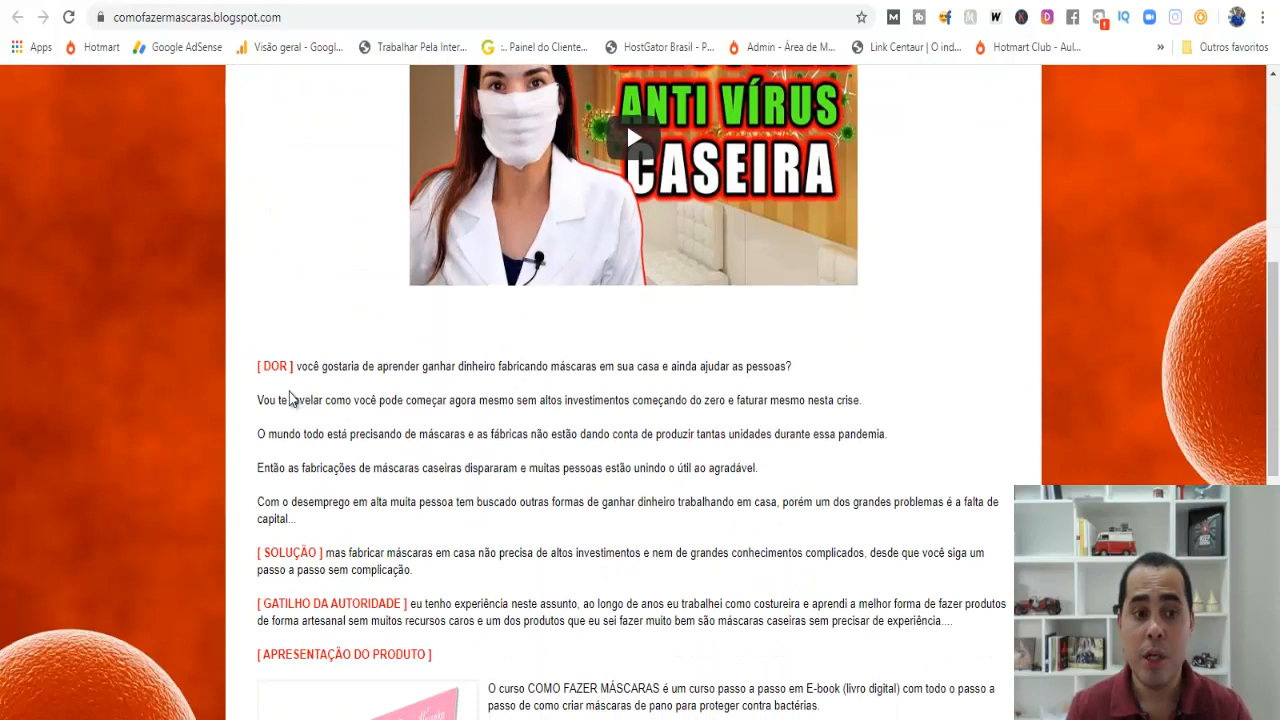 comofazermascaras.blogspot.com
Apps
Hotmart
Google AdSense
Visão geral - Googl...
Trabalhar Pela Inter...
:.. Painel do Cliente...
HostGator Brasil - P...
Admin - Área de M...
Link Centaur | O ind...
Hotmart Club - Aul...
Outros favoritos
ANTI VÍRUS
CASEIRA
[ DOR ] você gostaria de aprender ganhar dinheiro fabricando máscaras em sua casa e ainda ajudar as pessoas?
Vou te revelar como você pode começar agora mesmo sem altos investimentos começando do zero e faturar mesmo nesta crise.
O mundo todo está precisando de máscaras e as fábricas não estão dando conta de produzir tantas unidades durante essa pandemia.
Então as fabricações de máscaras caseiras dispararam e muitas pessoas estão unindo o útil ao agradável.
Com o desemprego em alta muita pessoa tem buscado outras formas de ganhar dinheiro trabalhando em casa, porém um dos grandes problemas é a falta de
capital...
[ SOLUÇÃO ] mas fabricar máscaras em casa não precisa de altos investimentos e nem de grandes conhecimentos complicados, desde que você siga um
passo a passo sem complicação.
[ GATILHO DA AUTORIDADE ] eu tenho experiência neste assunto, ao longo de anos eu trabalhei como costureira e aprendi a melhor forma de fazer produtos
de forma artesanal sem muitos recursos caros e um dos produtos que eu sei fazer muito bem são máscaras caseiras sem precisar de experiência....
[ APRESENTAÇÃO DO PRODUTO ]
O curso COMO FAZER MÁSCARAS é um curso passo a passo em E-book (livro digital) com todo o passo a
passo de como criar máscaras de pano para proteger contra bactérias.